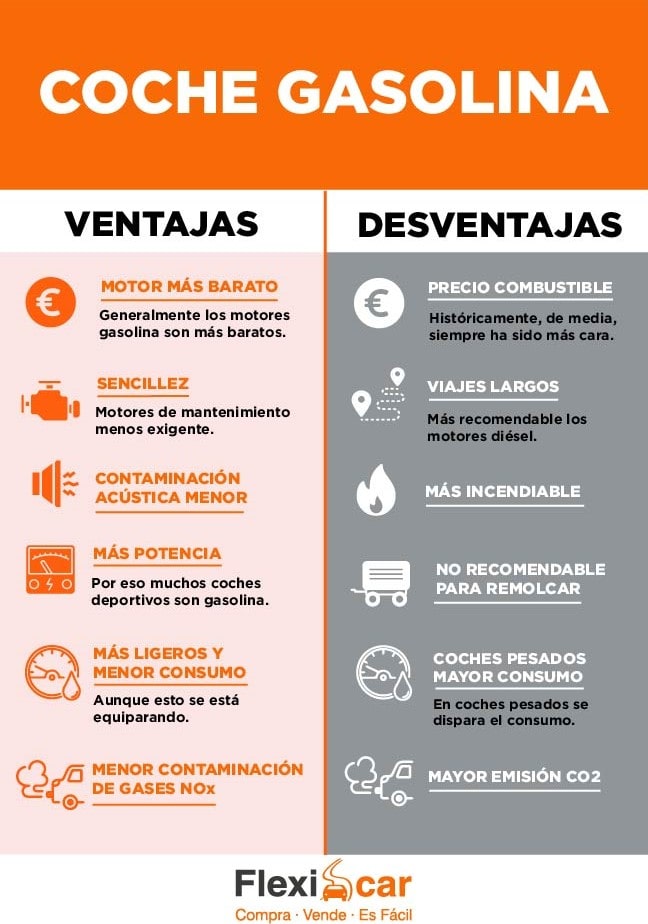 COCHE GASOLINA
VENTAJAS
MOTOR MÁS BARATO
Generalmente los motores
gasolina son más baratos.
SENCILLEZ
Motores de mantenimiento
menos exigente.
CONTAMINACIÓN
ACÚSTICA MENOR
MÁS POTENCIA
Por eso muchos coches
deportivos son gasolina.
MÁS LIGEROS Y
MENOR CONSUMO
Aunque esto se está
equiparando.
MENOR CONTAMINACIÓN
DE GASES NOx
DESVENTAJAS
PRECIO COMBUSTIBLE
Históricamente, de media,
siempre ha sido más cara.
VIAJES LARGOS
Más recomendable los
motores diésel.
MÁS INCENDIABLE
NO RECOMENDABLE
PARA REMOLCAR
COCHES PESADOS
MAYOR CONSUMO
En coches pesados se
dispara el consumo.
MAYOR EMISIÓN CO2
Flexicar
Compra · Vende · Es Fácil